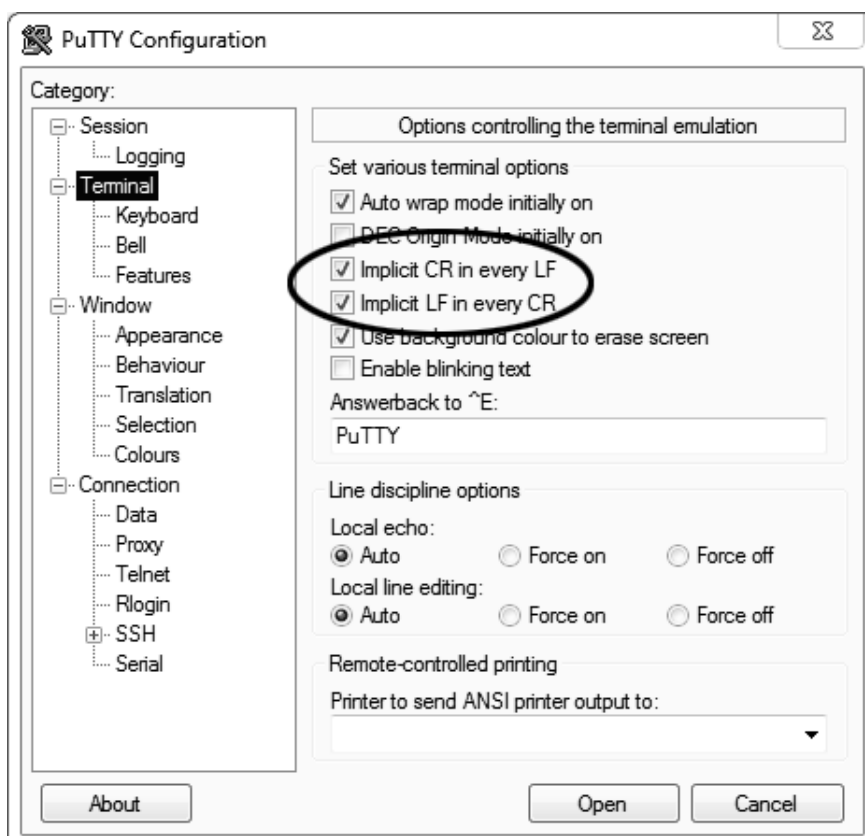 PuTTY Configuration
Category:
Session
Logging
Terminal
Keyboard
Bell
Features
Window
Appearance
Behaviour
Translation
Selection
Colours
Connection
Data
Proxy
Telnet
Rlogin
SSH
Serial
Options controlling the terminal emulation
Set various terminal options
Auto wrap mode initially on
DEC Origin Mode initially on
Implicit CR in every LF
Implicit LF in every CR
Use background colour to erase screen
Enable blinking text
Answerback to ^E:
PuTTY
Line discipline options
Local echo:
Auto Force on Force off
Local line editing:
Auto Force on Force off
Remote-controlled printing
Printer to send ANSI printer output to:
About Open Cancel